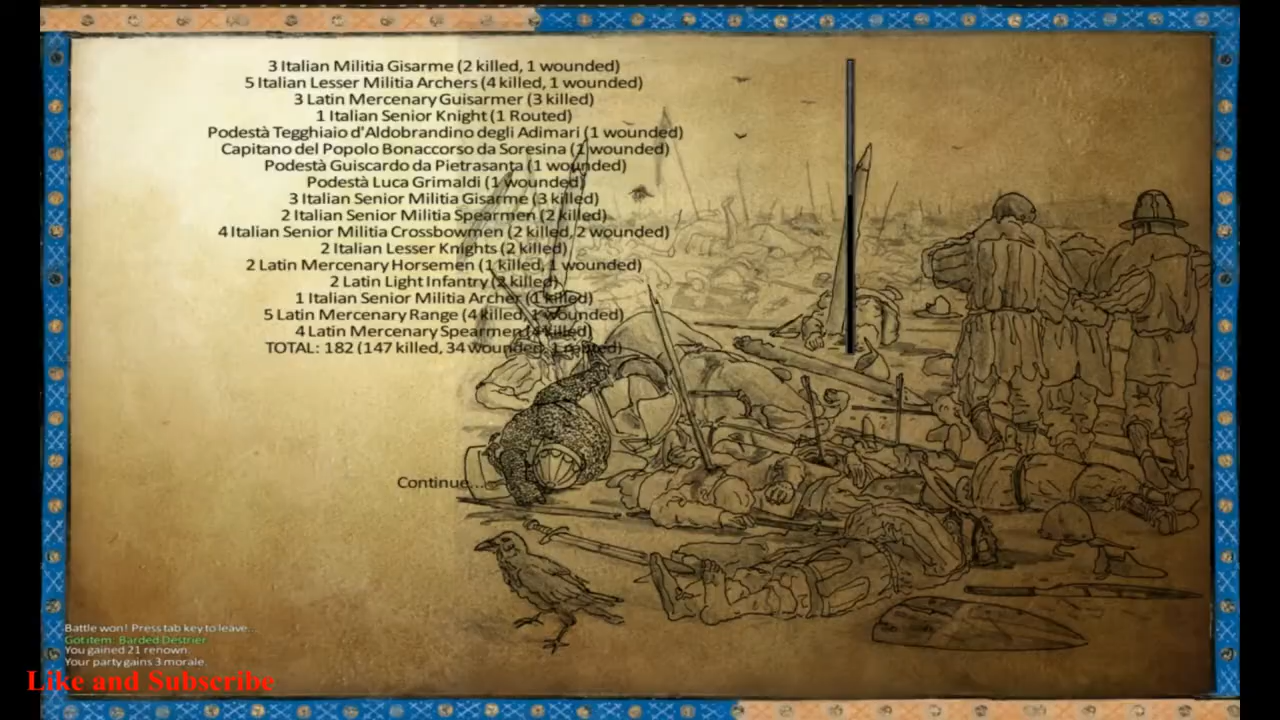 3 Italian Militia Gisarme (2 killed, 1 wounded)
5 Italian Lesser Militia Archers (4 killed, 1 wounded)
3 Latin Mercenary Guisarmer (3 killed)
1 Italian Senior Knight (1 Routed)
Podestà Tegghiaio d'Aldobrandino degli Adimari (1 wounded)
Capitano del Popolo Bonaccorso da Soresina (1 wounded)
Podestà Guiscardo da Pietrasanta (1 wounded)
Podestà Luca Grimaldi (1 wounded)
3 Italian Senior Militia Gisarme (3 killed)
2 Italian Senior Militia Spearmen (2 killed)
4 Italian Senior Militia Crossbowmen (2 killed, 2 wounded)
2 Italian Lesser Knights (2 killed)
2 Latin Mercenary Horsemen (1 killed, 1 wounded)
2 Latin Light Infantry (2 killed)
1 Italian Senior Militia Archer (1 killed)
5 Latin Mercenary Range (4 killed, 1 wounded)
4 Latin Mercenary Spearmen (4 killed)
TOTAL: 182 (147 killed, 34 wounded, 1 routed)
Continue...
Battle won! Press tab key to leave...
Got item: Barded Destrier
You gained 21 renown.
Your party gains 3 morale.
Like and Subscribe